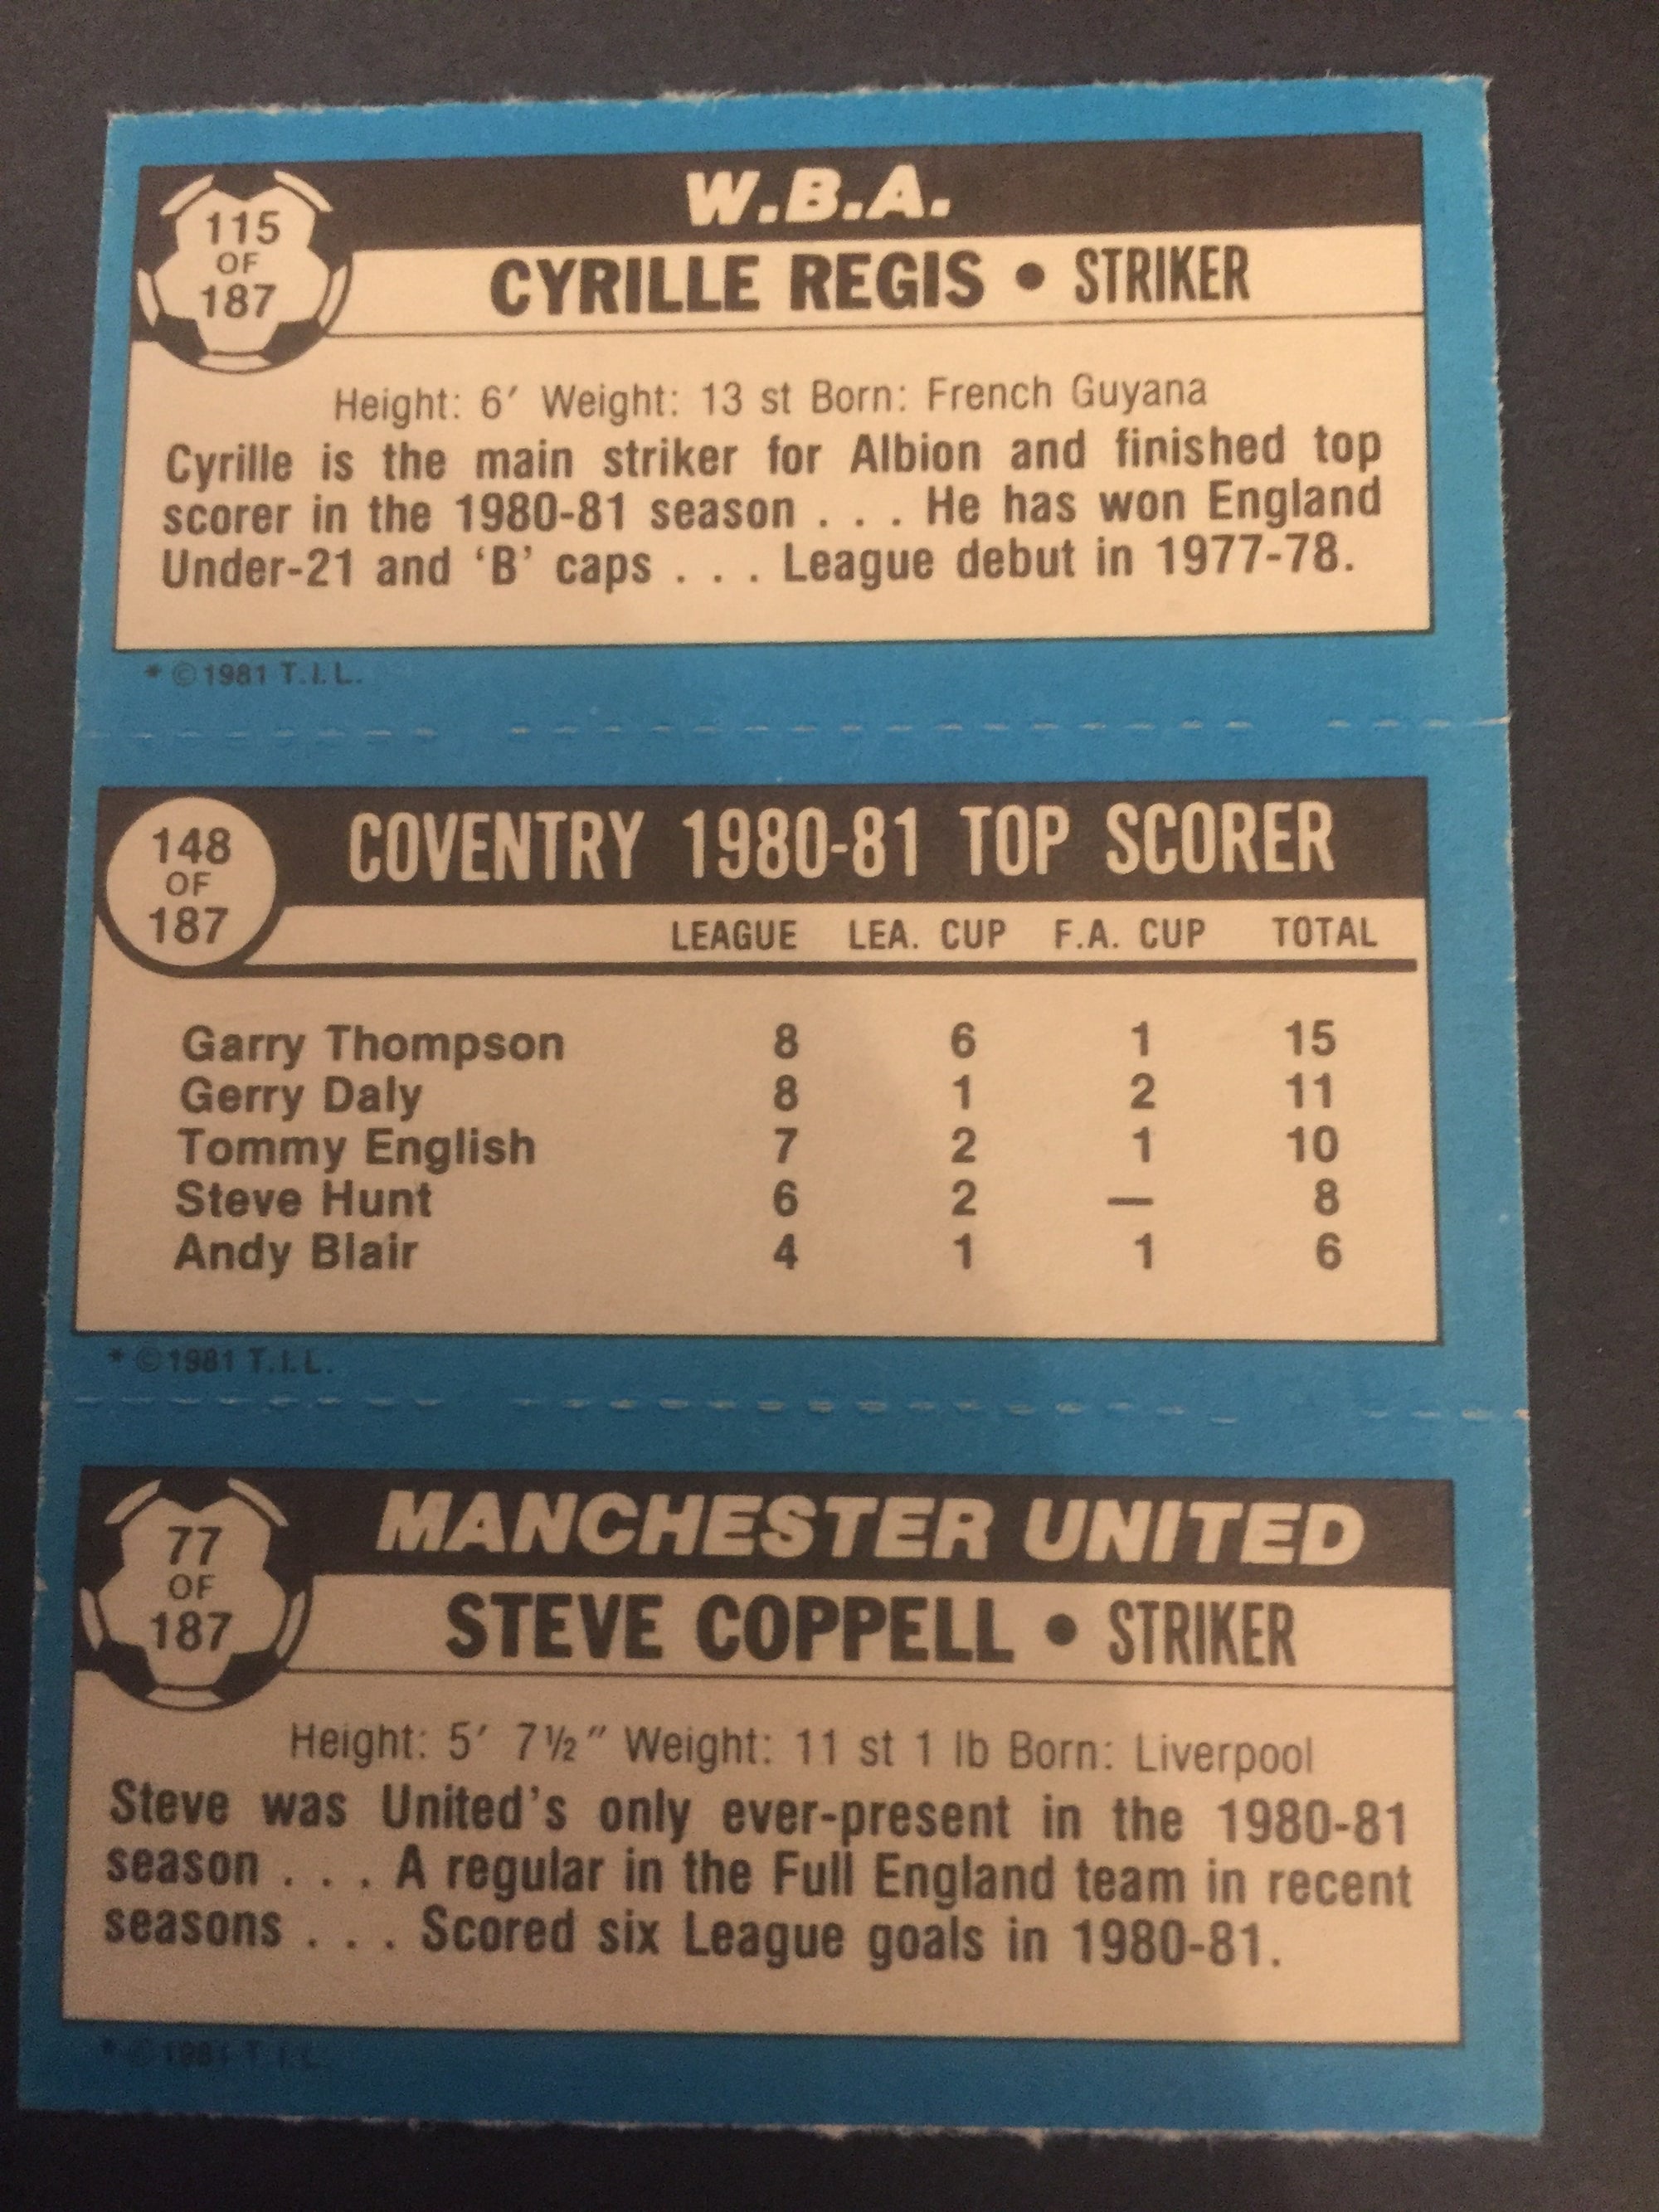 115
OF
187
W.B.A.
CYRILLE REGIS • STRIKER
Height: 6′ Weight: 13 st Born: French Guyana
Cyrille is the main striker for Albion and finished top
scorer in the 1980-81 season . . . He has won England
Under-21 and ‘B’ caps . . . League debut in 1977-78.
* ©1981 T.I.L.
148
OF
187
COVENTRY 1980-81 TOP SCORER
LEAGUE LEA. CUP F.A. CUP TOTAL
Garry Thompson 8 6 1 15
Gerry Daly 8 1 2 11
Tommy English 7 2 1 10
Steve Hunt 6 2 — 8
Andy Blair 4 1 1 6
* ©1981 T.I.L.
77
OF
187
MANCHESTER UNITED
STEVE COPPELL • STRIKER
Height: 5′ 7½″ Weight: 11 st 1 lb Born: Liverpool
Steve was United’s only ever-present in the 1980-81
season . . . A regular in the Full England team in recent
seasons . . . Scored six League goals in 1980-81.
* ©1981 T.I.L.